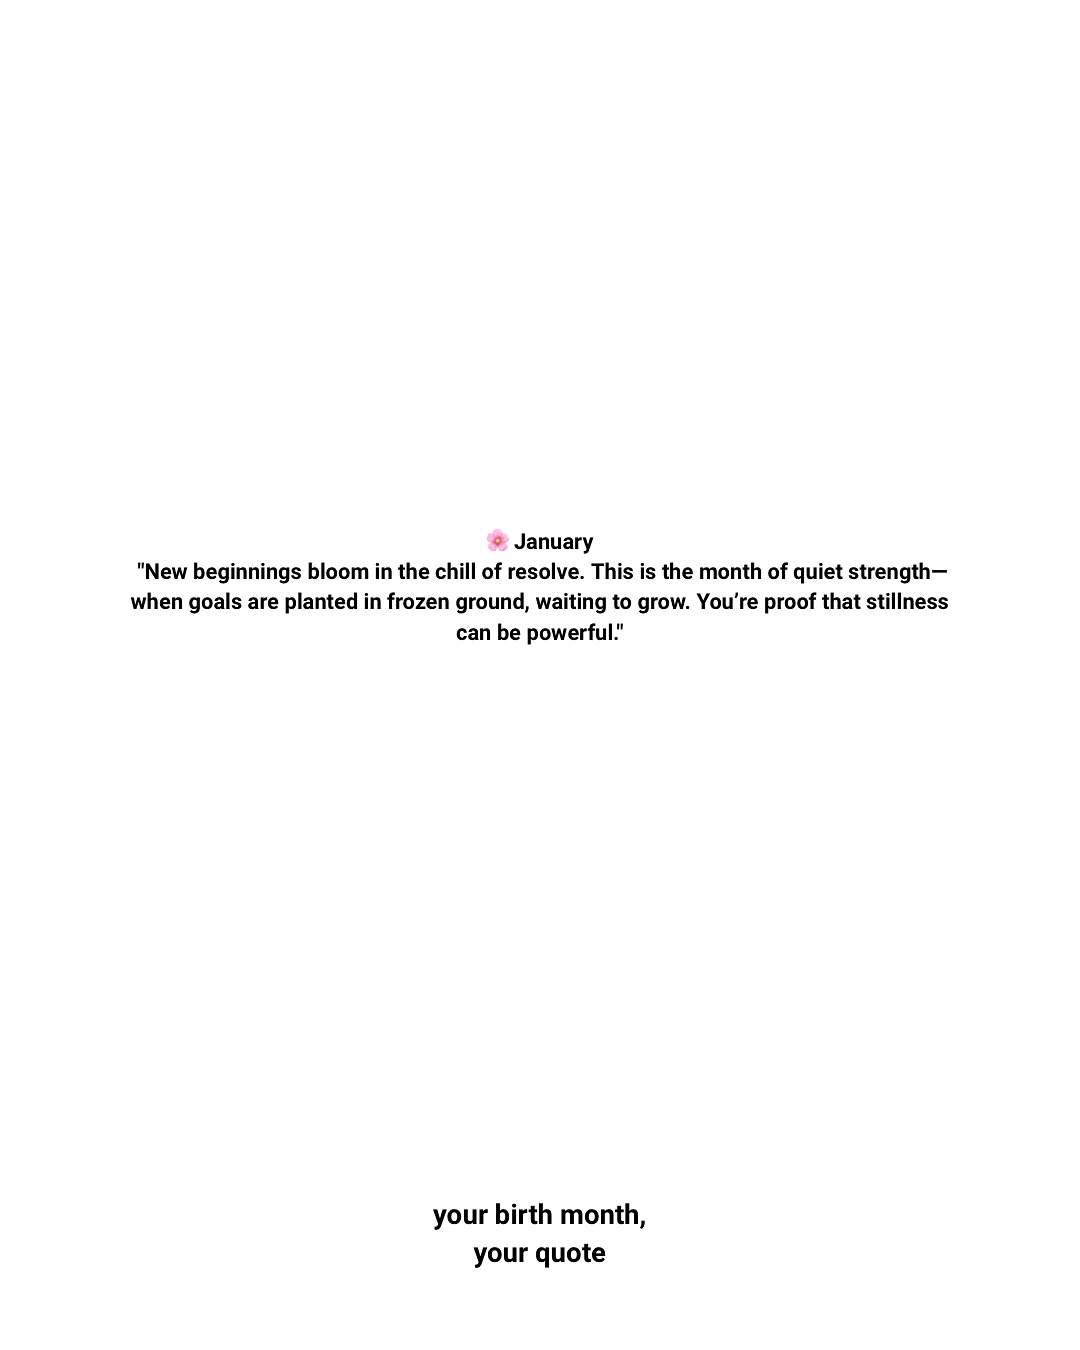 🌸 January
"New beginnings bloom in the chill of resolve. This is the month of quiet strength—
when goals are planted in frozen ground, waiting to grow. You’re proof that stillness
can be powerful."
your birth month,
your quote